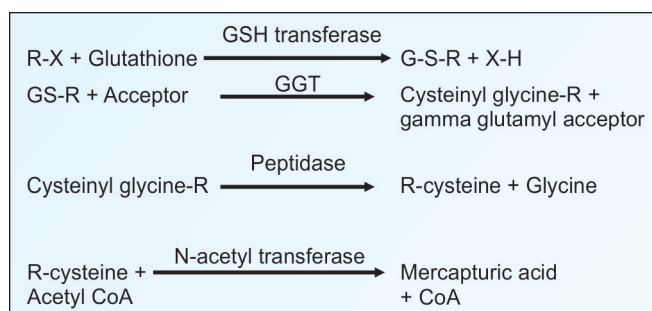 GSH transferase
R-X + Glutathione G-S-R + X-H
GS-R + Acceptor GGT Cysteinyl glycine-R +
gamma glutamyl acceptor
Peptidase
Cysteinyl glycine-R R-cysteine + Glycine
N-acetyl transferase
R-cysteine + Mercapturic acid
Acetyl CoA + CoA